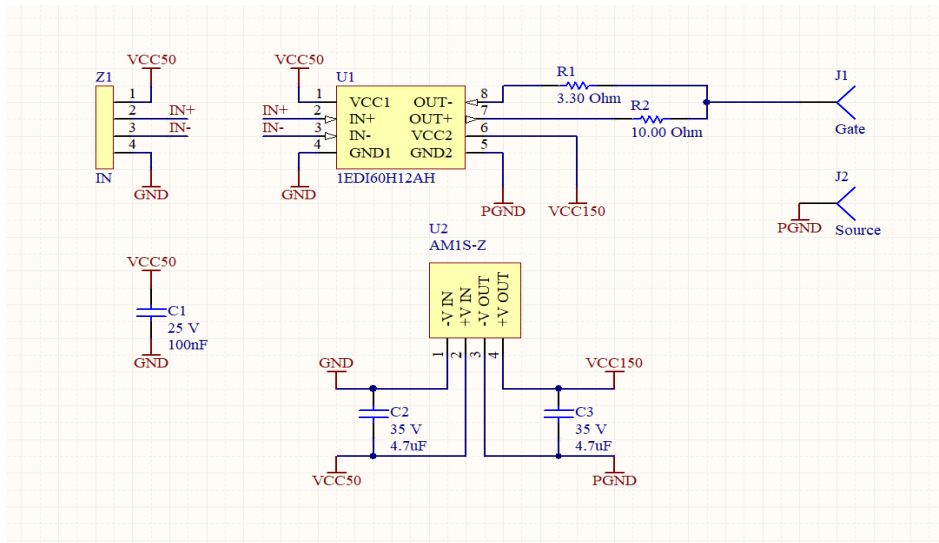 VCC50
Z1
1
2
3
4
IN+
IN-
IN
GND
VCC50
U1
1
2
3
4
IN+
IN-
VCC1
IN+
IN-
GND1
OUT-
OUT+
VCC2
GND2
8
7
6
5
1EDI60H12AH
GND
R1
3.30 Ohm
R2
10.00 Ohm
PGND
VCC150
J1
Gate
J2
PGND
Source
U2
AM1S-Z
-V IN
+V IN
-V OUT
+V OUT
1
2
3
4
VCC50
C1
25 V
100nF
GND
GND
C2
35 V
4.7uF
VCC50
VCC150
C3
35 V
4.7uF
PGND